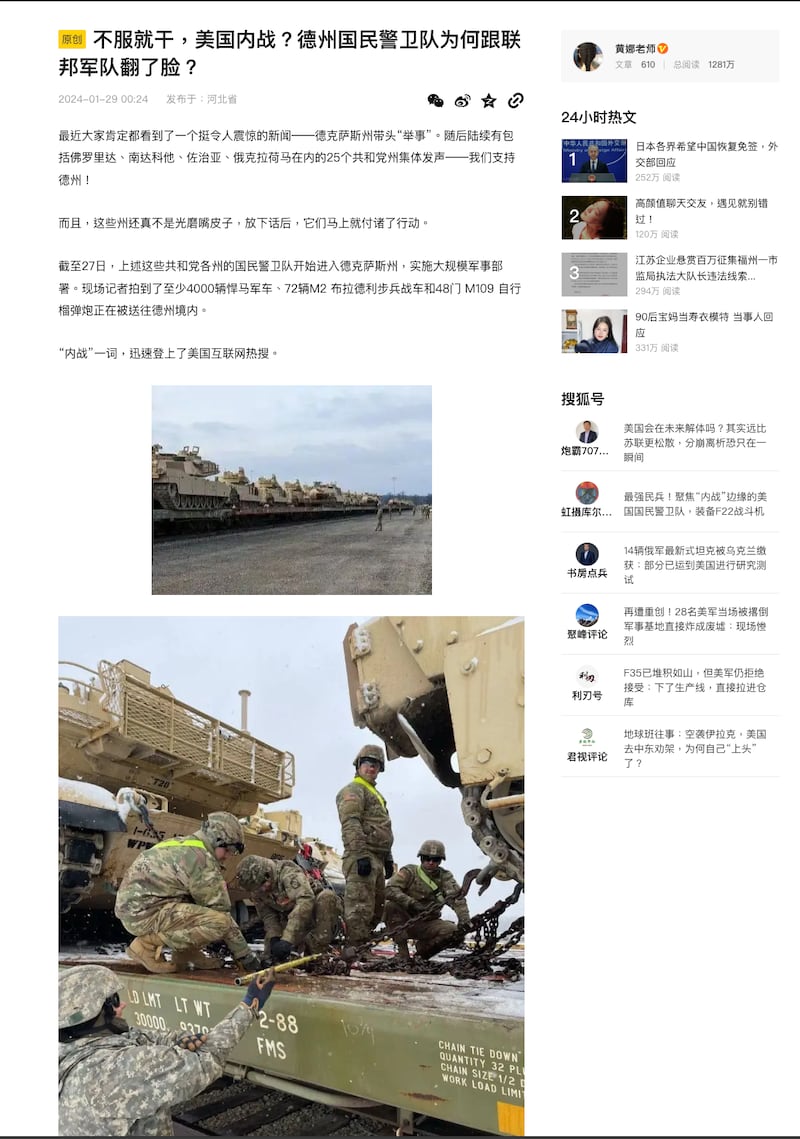 原创 不服就干，美国内战？德州国民警卫队为何跟联
邦军队翻了脸？
2024-01-29 00:24 发布于：河北省
最近大家肯定都看到了一个挺令人震惊的新闻——德克萨斯州带头“举事”。随后陆续有包
括佛罗里达、南达科他、佐治亚、俄克拉荷马在内的25个共和党州集体发声——我们支持
德州！
而且，这些州还真不是光磨嘴皮子，放下话后，它们马上就付诸了行动。
截至27日，上述这些共和党各州的国民警卫队开始进入德克萨斯州，实施大规模军事部
署。现场记者拍到了至少4000辆悍马军车、72辆M2 布拉德利步兵战车和48门 M109 自行
榴弹炮正在被送往德州境内。
“内战”一词，迅速登上了美国互联网热搜。
T20
LD LMT LT WT
30000
2-88
FMS
CHAIN TIE DOWN
QUANTITY 32
CHAIN SIZE 1/2
WORK LOAD LIMI
黄娜老师
文章 610 | 总阅读 1281万
24小时热文
1
日本各界希望中国恢复免签，外
交部回应
252万 阅读
2
高颜值聊天交友，遇见就别错
过！
120万 阅读
3
江苏企业悬赏百万征集福州一市
监局执法大队长违法线索...
294万 阅读
90后宝妈当寿衣模特 当事人回
应
331万 阅读
搜狐号
炮霸707...
美国会在未来解体吗？其实远比
苏联更松散，分崩离析恐只在一
瞬间
虹摄库尔...
最强民兵！聚焦“内战”边缘的美
国国民警卫队，装备F22战斗机
书房点兵
14辆俄军最新式坦克被乌克兰缴
获：部分已运到美国进行研究测
试
聚峰评论
再遭重创！28名美军当场被撂倒
军事基地直接炸成废墟：现场惨
烈
利刃
利刃号
F35已堆积如山，但美军仍拒绝
接受：下了生产线，直接拉进仓
库
君视评论
地球班往事：空袭伊拉克，美国
去中东劝架，为何自己“上头”
了？